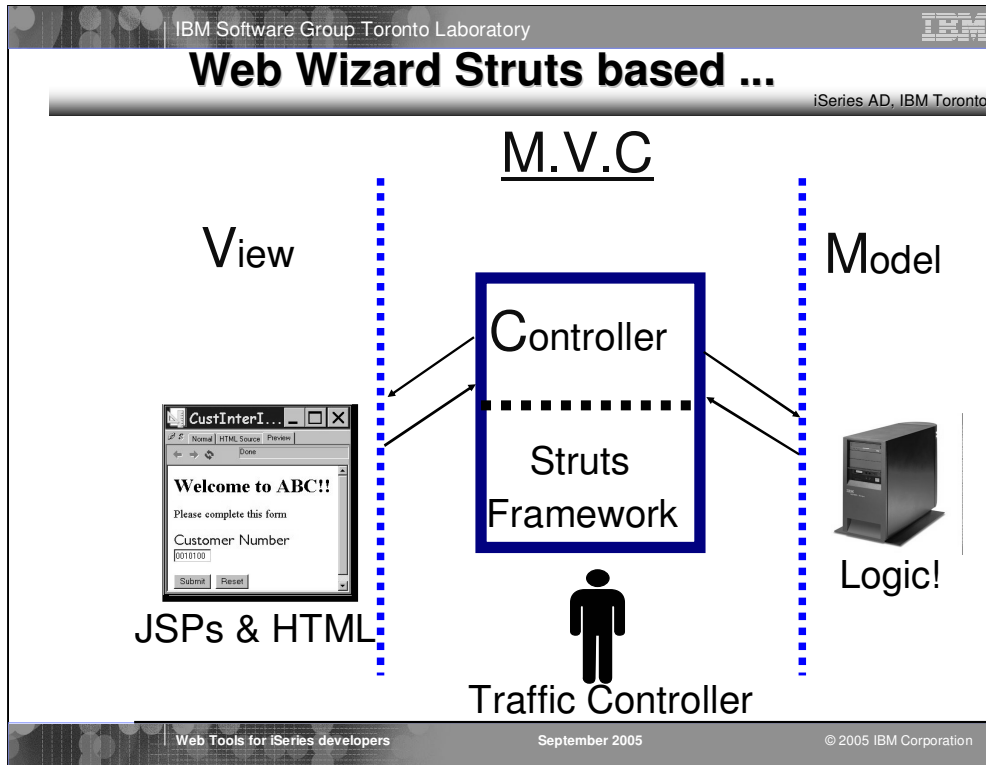 IBM Software Group Toronto Laboratory
IBM
Web Wizard Struts based ...
iSeries AD, IBM Toronto
M.V.C
View
Model
Controller
Struts
Framework
CustInterI...
Normal HTML Source Preview
Done
Welcome to ABC!!
Please complete this form
Customer Number
0010100
Submit Reset
JSPs & HTML
Logic!
Traffic Controller
Web Tools for iSeries developers
September 2005
© 2005 IBM Corporation